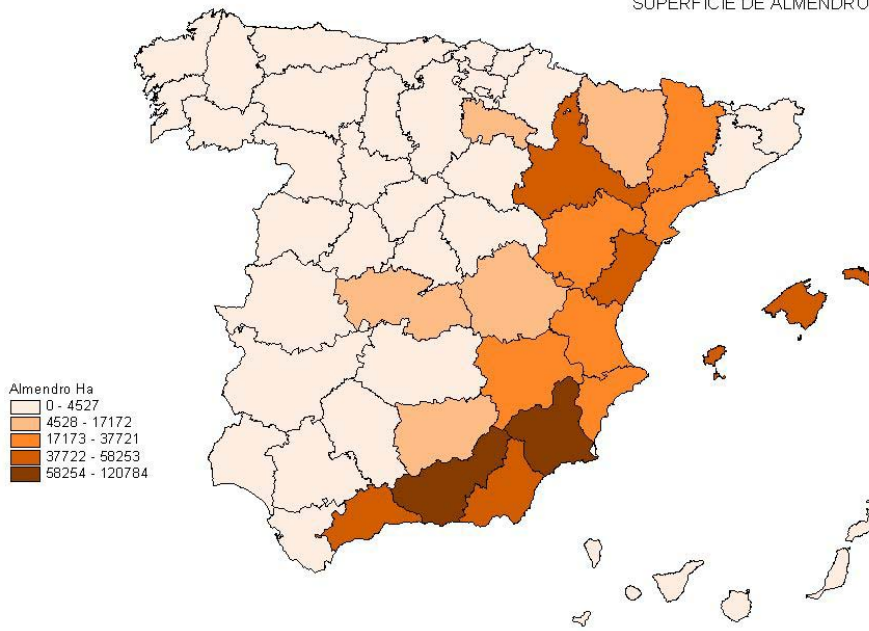 SUPERFICIE DE ALMENDRO
Almendro Ha
0 - 4527
4528 - 17172
17173 - 37721
37722 - 58253
58254 - 120784